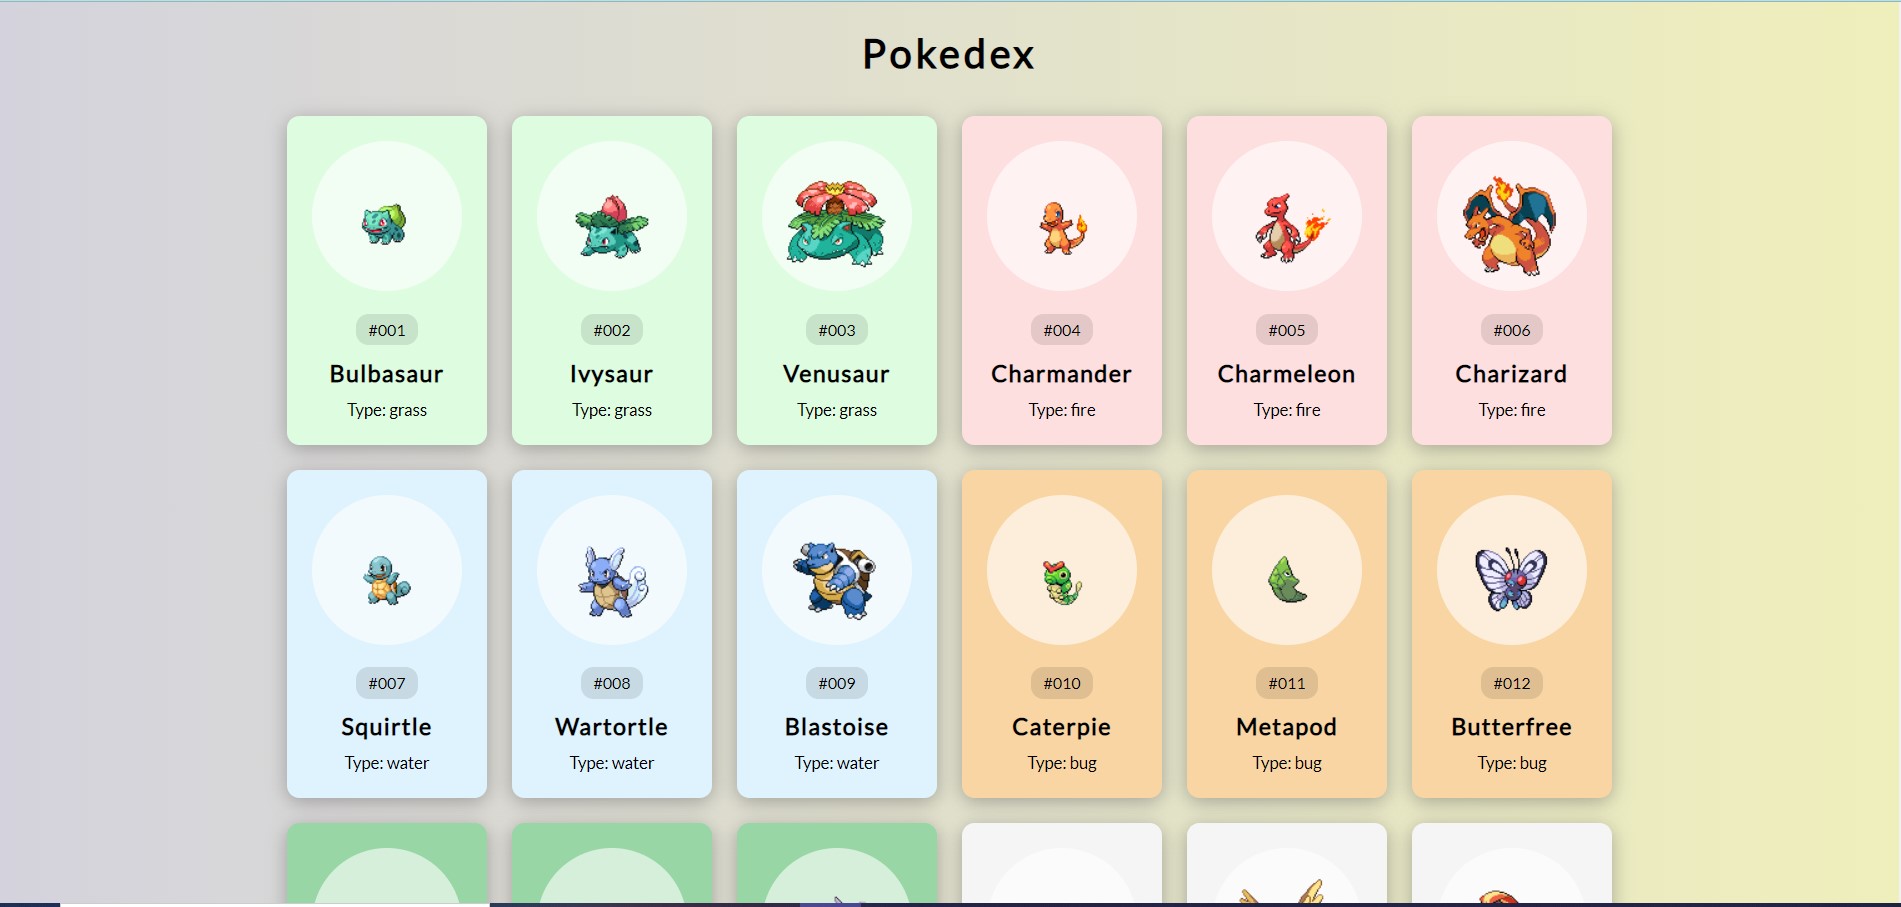 Pokedex
#001
Bulbasaur
Type: grass
#002
Ivysaur
Type: grass
#003
Venusaur
Type: grass
#004
Charmander
Type: fire
#005
Charmeleon
Type: fire
#006
Charizard
Type: fire
#007
Squirtle
Type: water
#008
Wartortle
Type: water
#009
Blastoise
Type: water
#010
Caterpie
Type: bug
#011
Metapod
Type: bug
#012
Butterfree
Type: bug